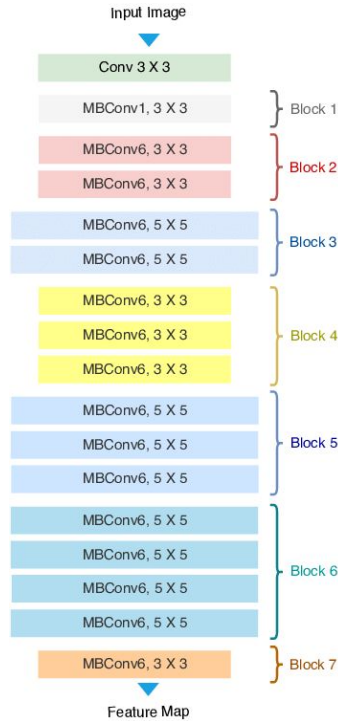 Input Image
Conv 3 X 3
MBConv1, 3 X 3
Block 1
MBConv6, 3 X 3
MBConv6, 3 X 3
Block 2
MBConv6, 5 X 5
MBConv6, 5 X 5
Block 3
MBConv6, 3 X 3
MBConv6, 3 X 3
MBConv6, 3 X 3
Block 4
MBConv6, 5 X 5
MBConv6, 5 X 5
MBConv6, 5 X 5
Block 5
MBConv6, 5 X 5
MBConv6, 5 X 5
MBConv6, 5 X 5
MBConv6, 5 X 5
Block 6
MBConv6, 3 X 3
Block 7
Feature Map